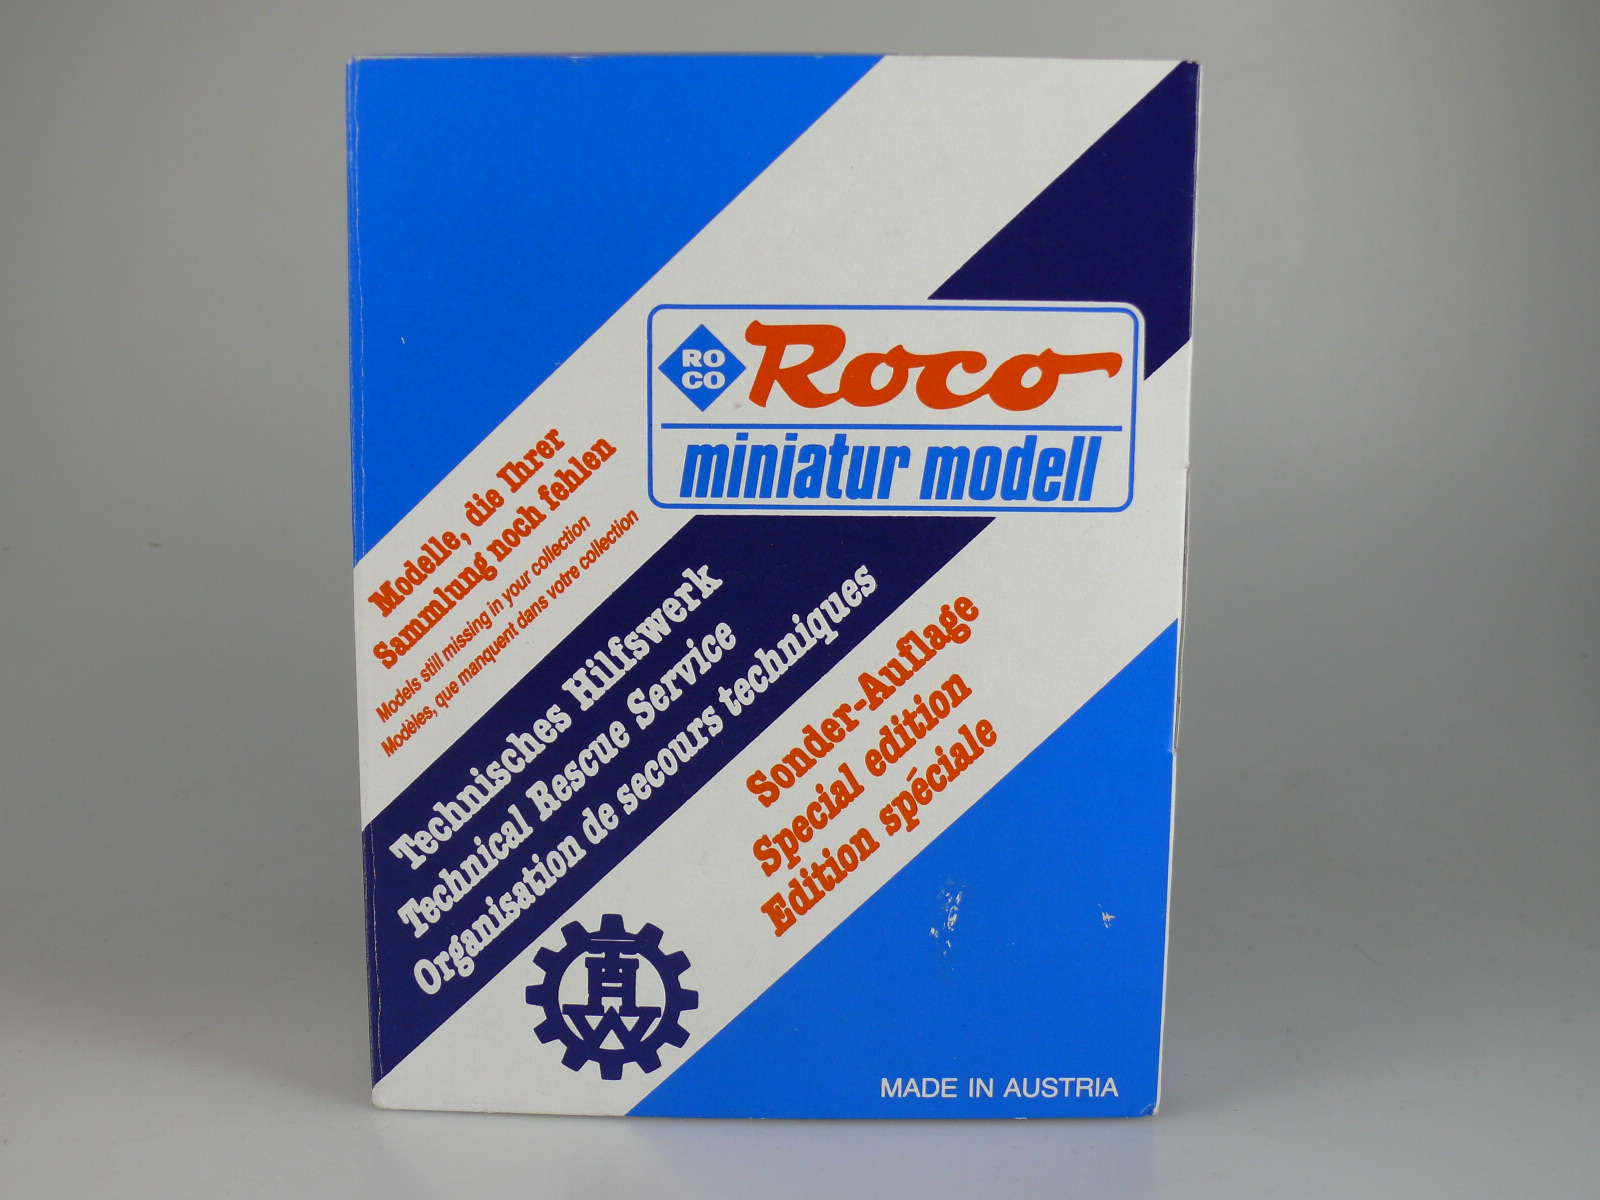 RO
CO
Roco
miniatur modell
Modelle, die Ihrer
Sammlung noch fehlen
Models still missing in your collection
Modèles, que manquent dans votre collection
Technisches Hilfswerk
Technical Rescue Service
Organisation de secours techniques
Sonder-Auflage
Special edition
Edition spéciale
THW
MADE IN AUSTRIA